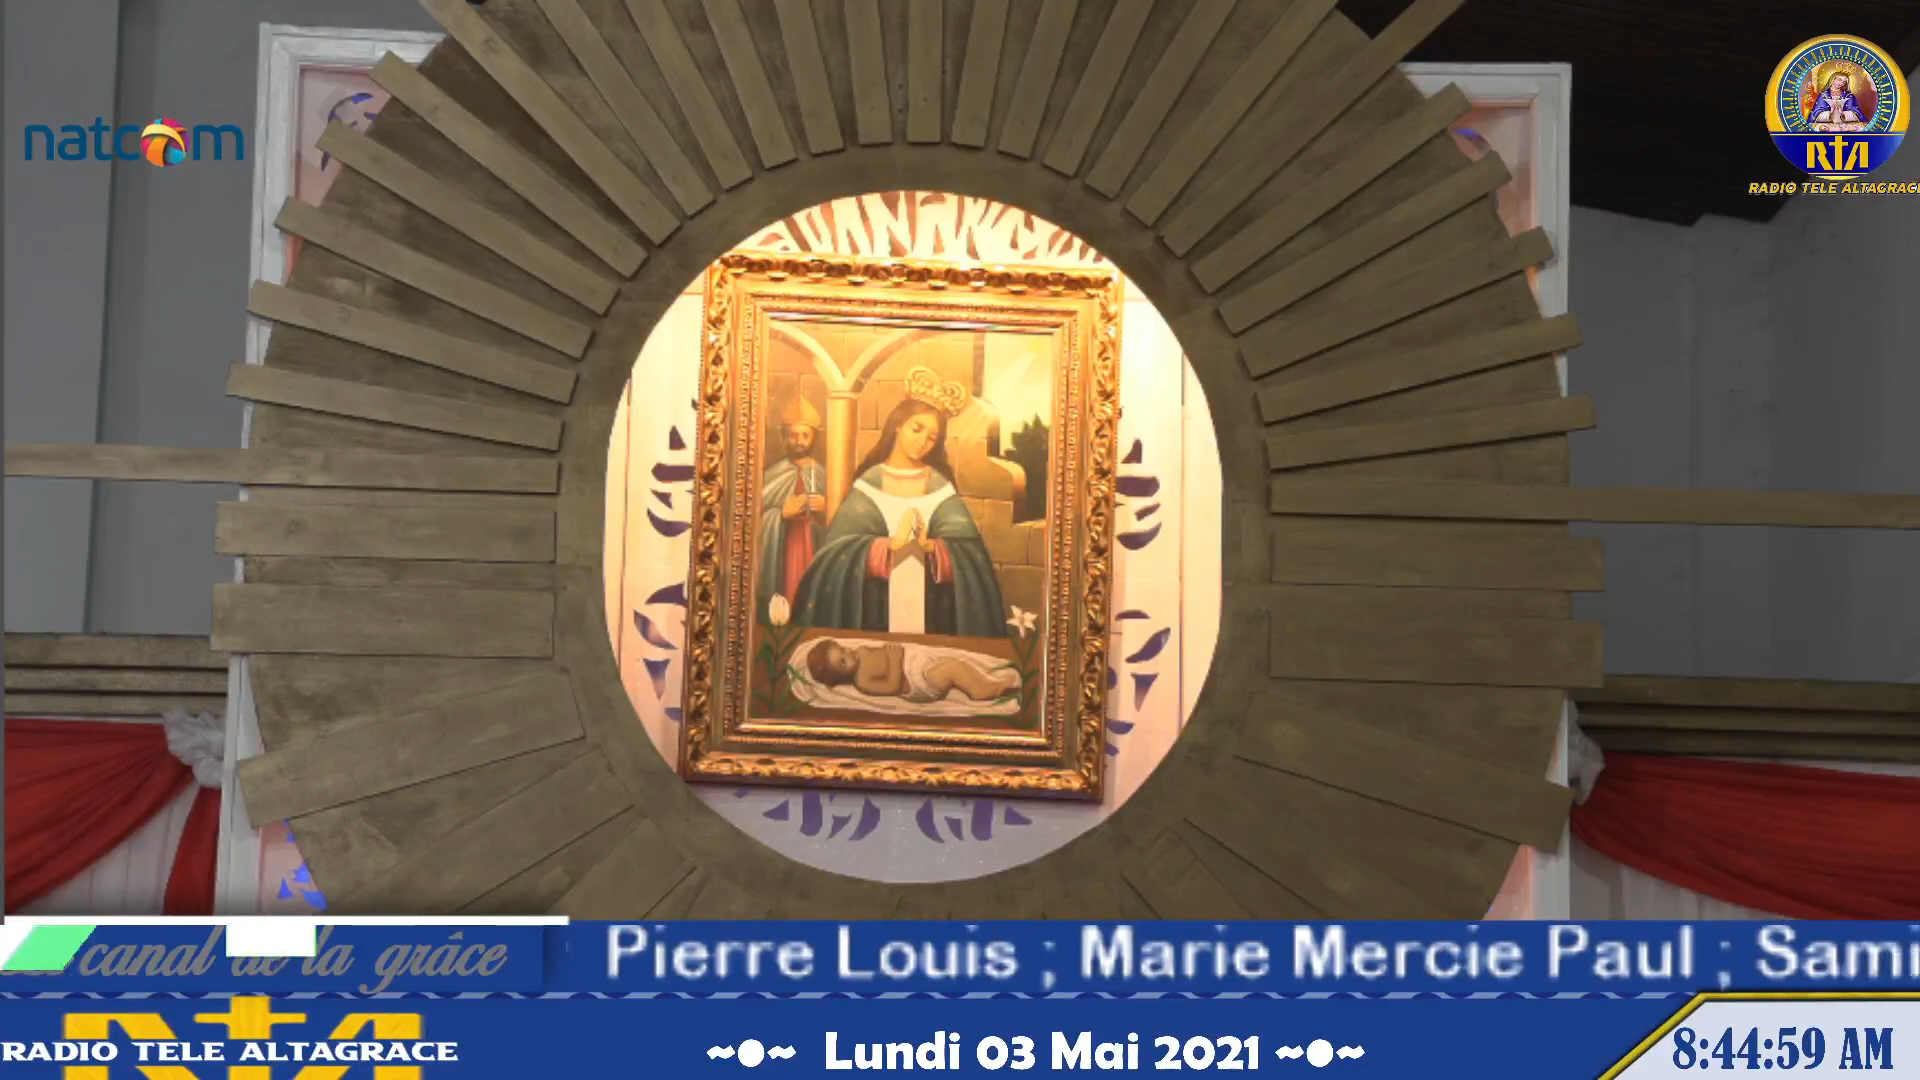 natcom
RTA
RADIO TELE ALTAGRACE
canal de la grâce
Pierre Louis ; Marie Mercie Paul ; Sami
RTA
RADIO TELE ALTAGRACE
~●~ Lundi 03 Mai 2021 ~●~
8:44:59 AM